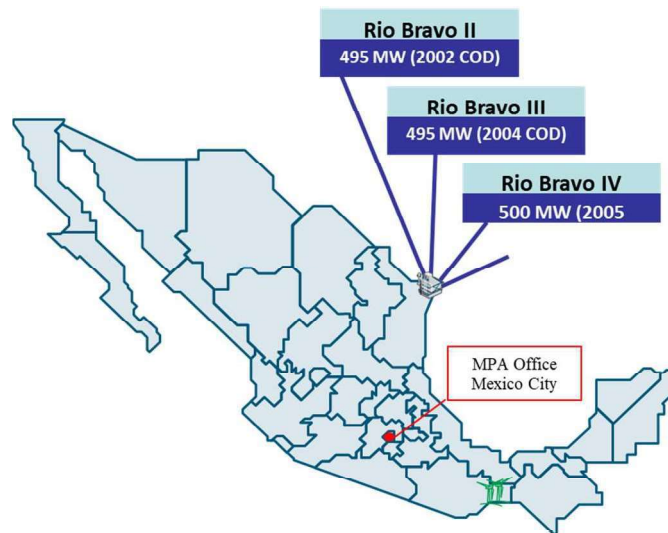 Rio Bravo II
495 MW (2002 COD)
Rio Bravo III
495 MW (2004 COD)
Rio Bravo IV
500 MW (2005
MPA Office
Mexico City